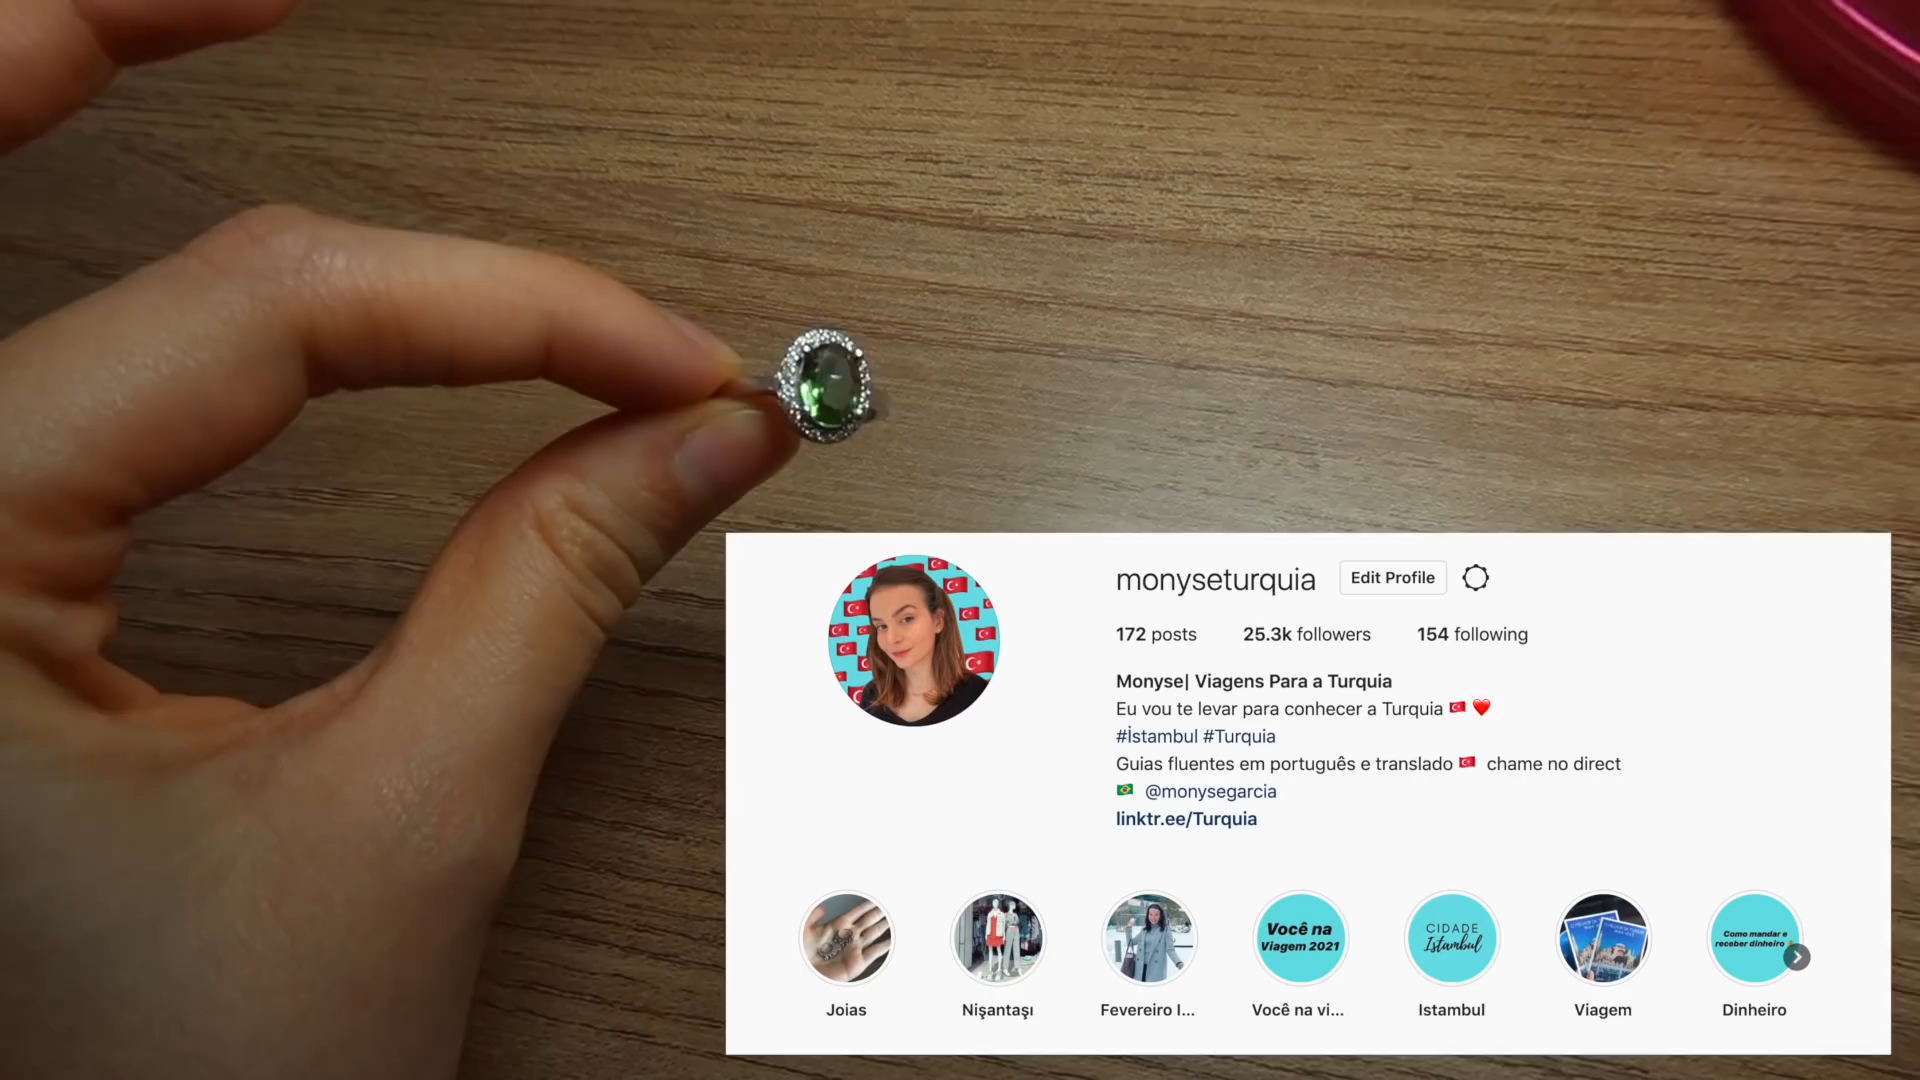 monyseturquia Edit Profile
172 posts 25.3k followers 154 following
Monyse| Viagens Para a Turquia
Eu vou te levar para conhecer a Turquia 🇹🇷 ❤️
#İstambul #Turquia
Guias fluentes em português e translado 🇹🇷 chame no direct
🇧🇷 @monysegarcia
linktr.ee/Turquia
Você na
Viagem 2021
CIDADE
Istambul
Como mandar e
receber dinheiro
Joias Nişantaşı Fevereiro I... Você na vi... Istambul Viagem Dinheiro